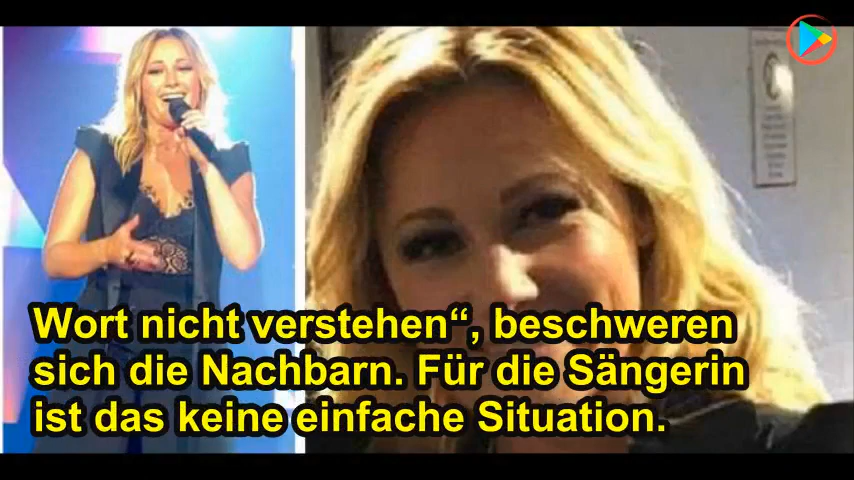 Wort nicht verstehen“, beschweren
sich die Nachbarn. Für die Sängerin
ist das keine einfache Situation.